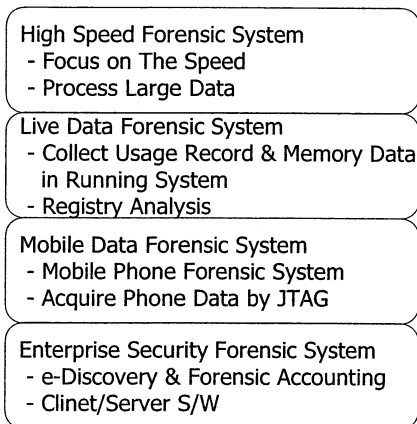 High Speed Forensic System
- Focus on The Speed
- Process Large Data
Live Data Forensic System
- Collect Usage Record & Memory Data
in Running System
- Registry Analysis
Mobile Data Forensic System
- Mobile Phone Forensic System
- Acquire Phone Data by JTAG
Enterprise Security Forensic System
- e-Discovery & Forensic Accounting
- Clinet/Server S/W